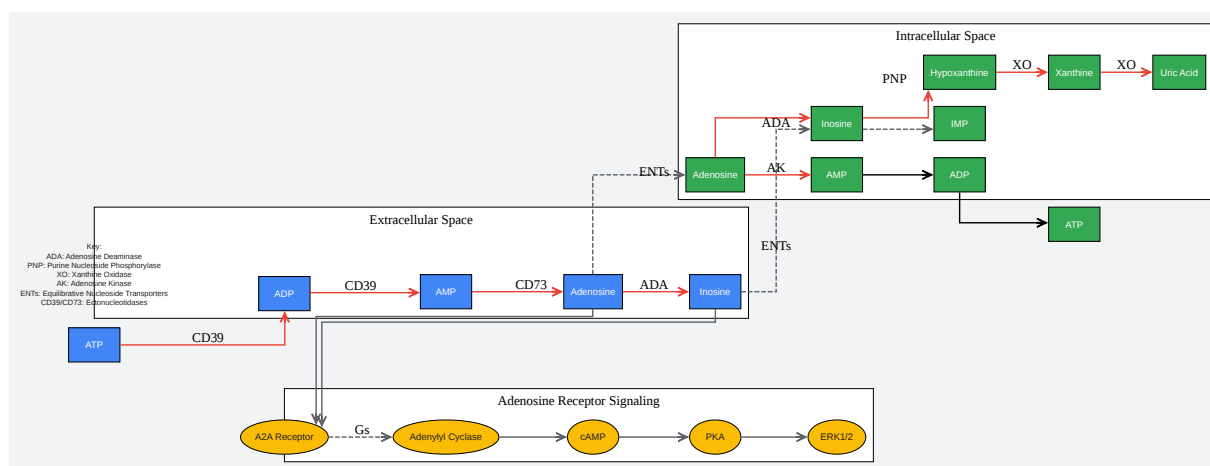 Intracellular Space
Hypoxanthine
XO
Xanthine
XO
Uric Acid
PNP
ADA
Inosine
IMP
ENTs
Adenosine
AK
AMP
ADP
ATP
Extracellular Space
ENTs
Key:
ADA: Adenosine Deaminase
PNP: Purine Nucleoside Phosphorylase
XO: Xanthine Oxidase
AK: Adenosine Kinase
ENTs: Equilibrative Nucleoside Transporters
CD39/CD73: Ectonucleotidases
ADP
CD39
AMP
CD73
Adenosine
ADA
Inosine
ATP
CD39
Adenosine Receptor Signaling
A2A Receptor
Gs
Adenylyl Cyclase
cAMP
PKA
ERK1/2